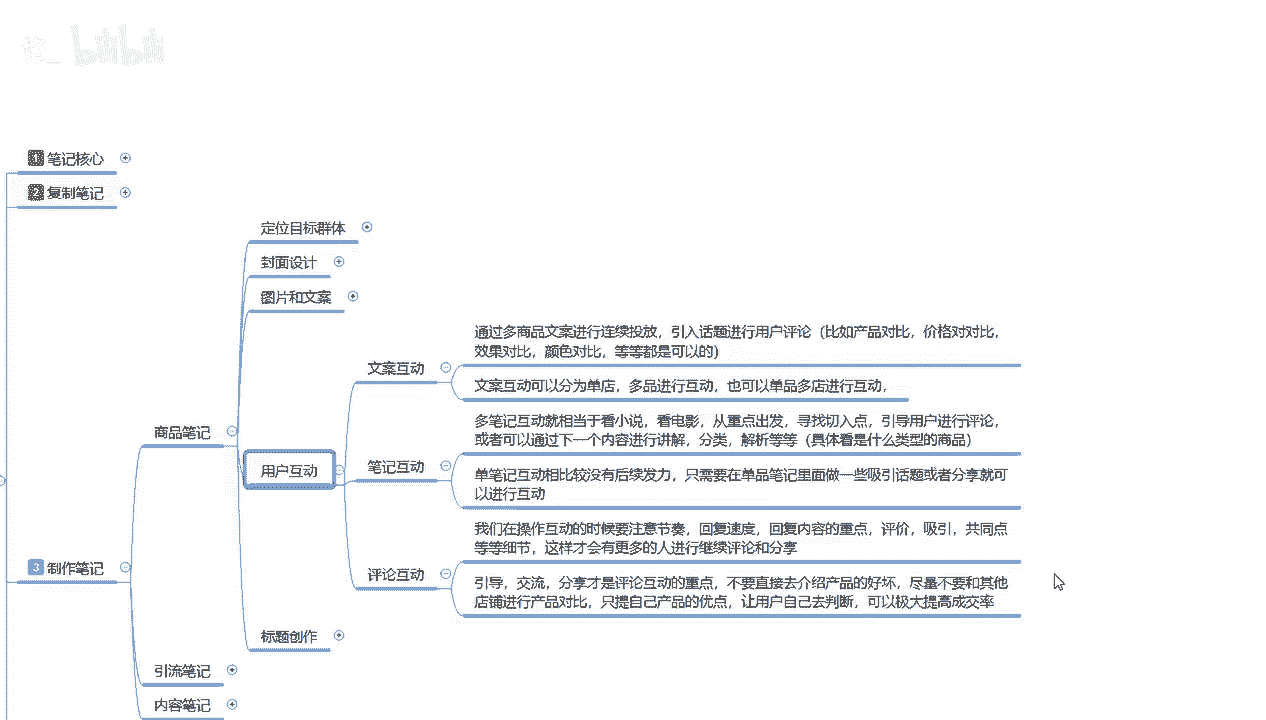 bilibili
1 笔记核心
2 复制笔记
定位目标群体
封面设计
图片和文案
通过多商品文案进行连续投放，引入话题进行用户评论（比如产品对比，价格对对比，
效果对比，颜色对比，等等都是可以的）
文案互动
文案互动可以分为单店，多品进行互动，也可以单品多店进行互动，
多笔记互动就相当于看小说，看电影，从重点出发，寻找切入点，引导用户进行评论，
或者可以通过下一个内容进行讲解，分类，解析等等（具体看是什么类型的商品）
商品笔记
用户互动
笔记互动
单笔记互动相比较没有后续发力，只需要在单品笔记里面做一些吸引话题或者分享就可
以进行互动
我们在操作互动的时候要注意节奏，回复速度，回复内容的重点，评价，吸引，共同点
等等细节，这样才会有更多的人进行继续评论和分享
3 制作笔记
评论互动
引导，交流，分享才是评论互动的重点，不要直接去介绍产品的好坏，尽量不要和其他
店铺进行产品对比，只提自己产品的优点，让用户自己去判断，可以极大提高成交率
标题创作
引流笔记
内容笔记